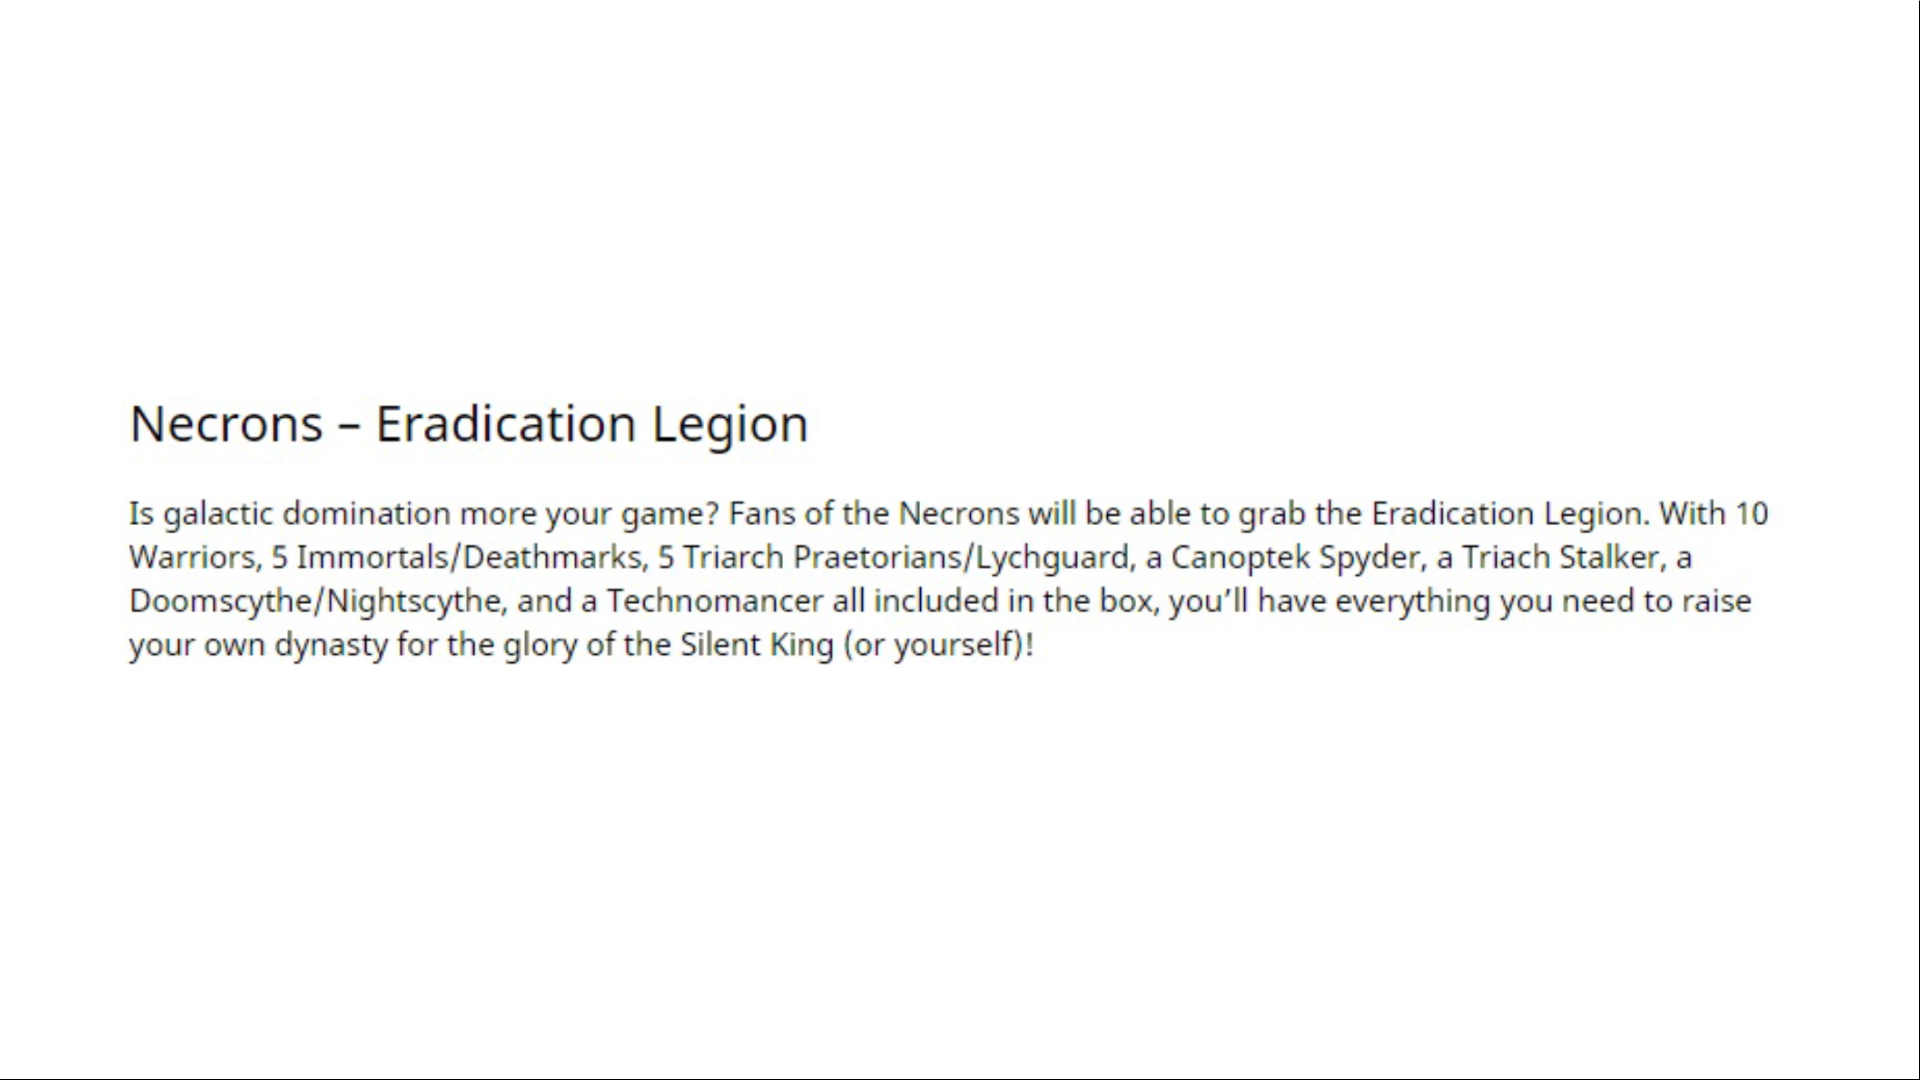 Necrons – Eradication Legion
Is galactic domination more your game? Fans of the Necrons will be able to grab the Eradication Legion. With 10
Warriors, 5 Immortals/Deathmarks, 5 Triarch Praetorians/Lychguard, a Canoptek Spyder, a Triach Stalker, a
Doomscythe/Nightscythe, and a Technomancer all included in the box, you’ll have everything you need to raise
your own dynasty for the glory of the Silent King (or yourself)!